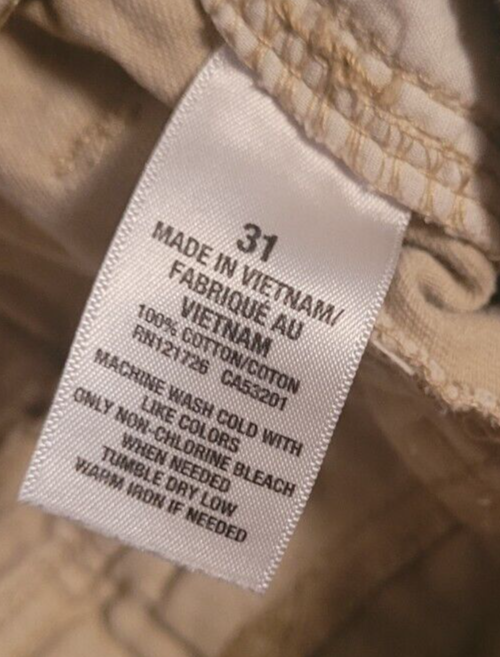 31
MADE IN VIETNAM/
FABRIQUÉ AU
VIETNAM
100% COTTON/COTON
RN121726 CA53201
MACHINE WASH COLD WITH
LIKE COLORS
ONLY NON-CHLORINE BLEACH
WHEN NEEDED
TUMBLE DRY LOW
WARM IRON IF NEEDED